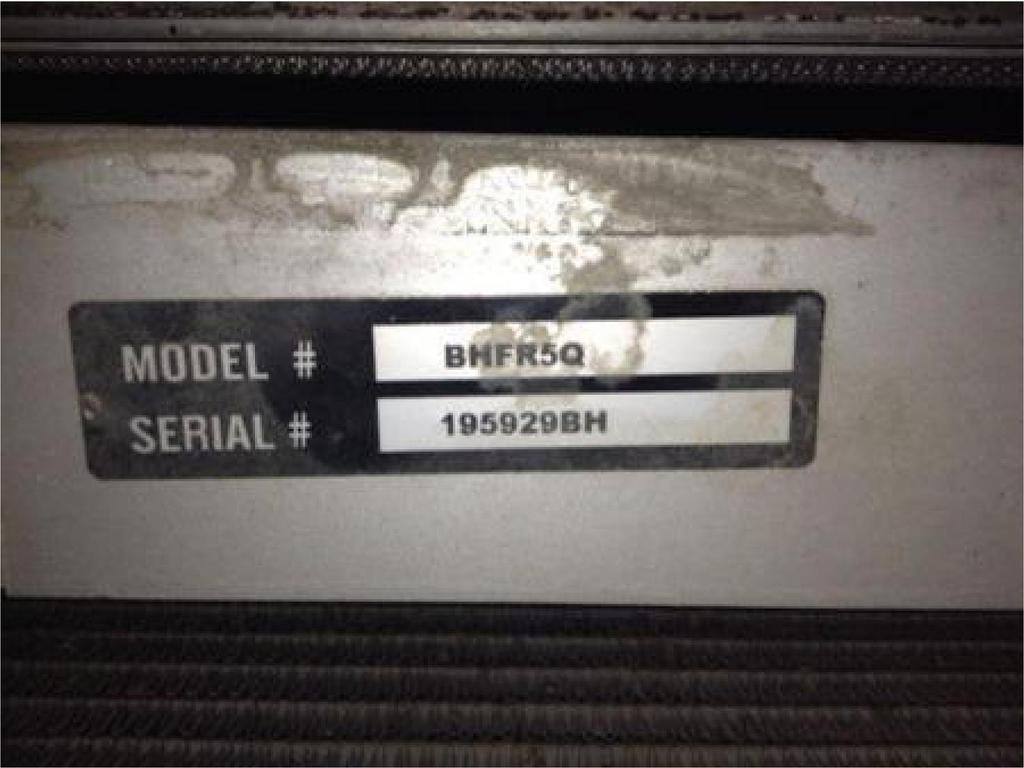 MODEL # BHFR5Q
SERIAL # 195929BH